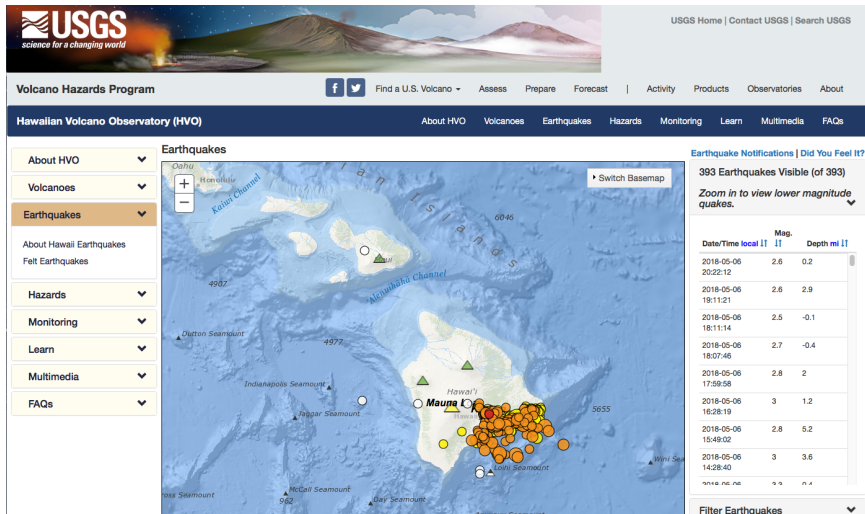 USGS
science for a changing world
USGS Home | Contact USGS | Search USGS
Volcano Hazards Program
Find a U.S. Volcano
Assess
Prepare
Forecast
|
Activity
Products
Observatories
About
Hawaiian Volcano Observatory (HVO)
About HVO
Volcanoes
Earthquakes
Hazards
Monitoring
Learn
Multimedia
FAQs
About HVO
Volcanoes
Earthquakes
About Hawaii Earthquakes
Felt Earthquakes
Hazards
Monitoring
Learn
Multimedia
FAQs
Earthquakes
Oahu
Honolulu
+
−
Kaiwi Channel
Switch Basemap
6046
Alenuihaha Channel
4907
Dutton Seamount
4977
Indianapolis Seamount
Jaggar Seamount
Hawai'i
Mauna
5655
Loihi Seamount
McCall Seamount
962
Day Seamount
Earthquake Notifications | Did You Feel It?
393 Earthquakes Visible (of 393)
Zoom in to view lower magnitude
quakes.
Date/Time local
Mag.
Depth mi
2018-05-06 2.6 0.2
20:22:12
2018-05-06 2.6 2.9
19:11:21
2018-05-06 2.5 -0.1
18:11:14
2018-05-06 2.7 -0.4
18:07:46
2018-05-06 2.8 2
17:59:58
2018-05-06 3 1.2
16:28:19
2018-05-06 2.8 5.2
15:49:02
2018-05-06 3 3.6
14:28:40
2018-05-06 3.3 0.4
Filter Earthquakes